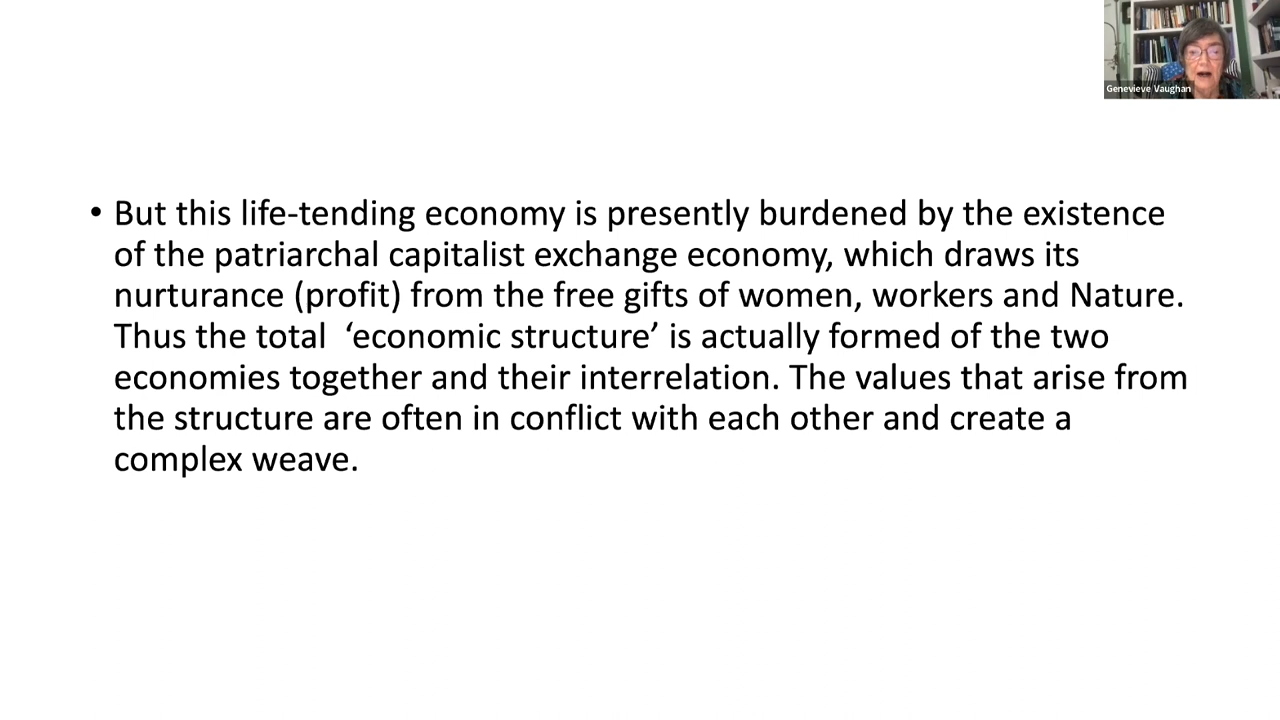 Genevieve Vaughan
• But this life-tending economy is presently burdened by the existence
of the patriarchal capitalist exchange economy, which draws its
nurturance (profit) from the free gifts of women, workers and Nature.
Thus the total  ‘economic structure’ is actually formed of the two
economies together and their interrelation. The values that arise from
the structure are often in conflict with each other and create a
complex weave.